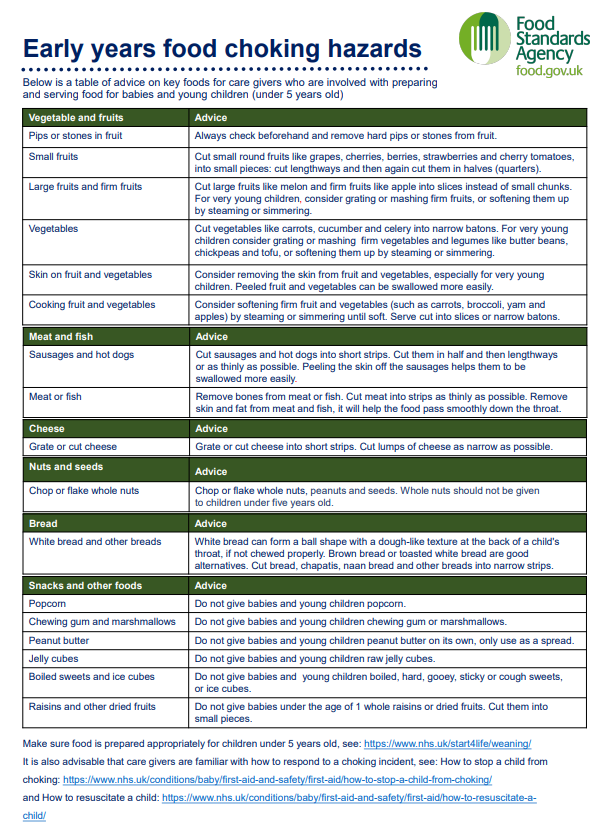 Early years food choking hazards
Food
Standards
Agency
food.gov.uk
Below is a table of advice on key foods for care givers who are involved with preparing
and serving food for babies and young children (under 5 years old)
Vegetable and fruits Advice
Pips or stones in fruit Always check beforehand and remove hard pips or stones from fruit.
Small fruits Cut small round fruits like grapes, cherries, berries, strawberries and cherry tomatoes,
into small pieces: cut lengthways and then again cut them in halves (quarters).
Large fruits and firm fruits Cut large fruits like melon and firm fruits like apple into slices instead of small chunks.
For very young children, consider grating or mashing firm fruits, or softening them up
by steaming or simmering.
Vegetables Cut vegetables like carrots, cucumber and celery into narrow batons. For very young
children consider grating or mashing firm vegetables and legumes like butter beans,
chickpeas and tofu, or softening them up by steaming or simmering.
Skin on fruit and vegetables Consider removing the skin from fruit and vegetables, especially for very young
children. Peeled fruit and vegetables can be swallowed more easily.
Cooking fruit and vegetables Consider softening firm fruit and vegetables (such as carrots, broccoli, yam and
apples) by steaming or simmering until soft. Serve cut into slices or narrow batons.
Meat and fish Advice
Sausages and hot dogs Cut sausages and hot dogs into short strips. Cut them in half and then lengthways
or as thinly as possible. Peeling the skin off the sausages helps them to be
swallowed more easily.
Meat or fish Remove bones from meat or fish. Cut meat into strips as thinly as possible. Remove
skin and fat from meat and fish, it will help the food pass smoothly down the throat.
Cheese Advice
Grate or cut cheese Grate or cut cheese into short strips. Cut lumps of cheese as narrow as possible.
Nuts and seeds Advice
Chop or flake whole nuts Chop or flake whole nuts, peanuts and seeds. Whole nuts should not be given
to children under five years old.
Bread Advice
White bread and other breads White bread can form a ball shape with a dough-like texture at the back of a child's
throat, if not chewed properly. Brown bread or toasted white bread are good
alternatives. Cut bread, chapatis, naan bread and other breads into narrow strips.
Snacks and other foods Advice
Popcorn Do not give babies and young children popcorn.
Chewing gum and marshmallows Do not give babies and young children chewing gum or marshmallows.
Peanut butter Do not give babies and young children peanut butter on its own, only use as a spread.
Jelly cubes Do not give babies and young children raw jelly cubes.
Boiled sweets and ice cubes Do not give babies and young children boiled, hard, gooey, sticky or cough sweets,
or ice cubes.
Raisins and other dried fruits Do not give babies under the age of 1 whole raisins or dried fruits. Cut them into
small pieces.
Make sure food is prepared appropriately for children under 5 years old, see: https://www.nhs.uk/start4life/weaning/
It is also advisable that care givers are familiar with how to respond to a choking incident, see: How to stop a child from
choking: https://www.nhs.uk/conditions/baby/first-aid-and-safety/first-aid/how-to-stop-a-child-from-choking/
and How to resuscitate a child: https://www.nhs.uk/conditions/baby/first-aid-and-safety/first-aid/how-to-resuscitate-a-
child/